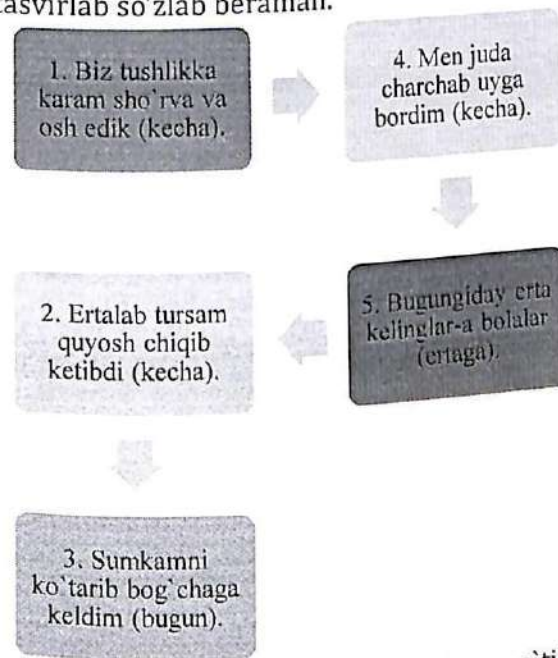 tasvirlab so`zlab beraman.
1. Biz tushlikka
karam sho`rva va
osh edik (kecha).
4. Men juda
charchab uyga
bordim (kecha).
5. Bugungiday erta
kelinglar-a bolalar
(ertaga).
2. Ertalab tursam
quyosh chiqib
ketibdi (kecha).
3. Sumkamni
ko`tarib bog`chaga
keldim (bugun).